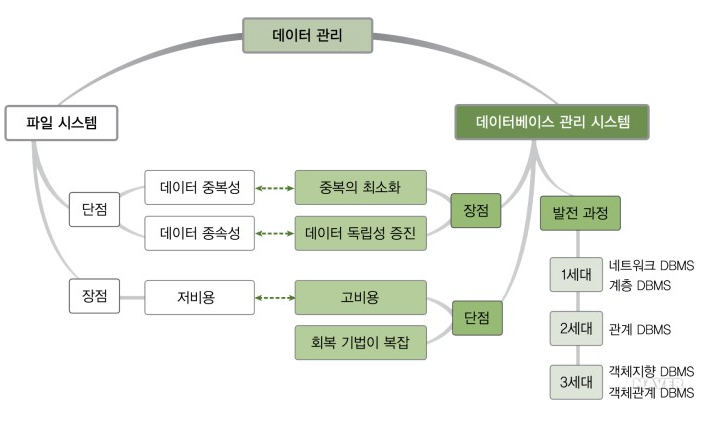 데이터 관리
파일 시스템
데이터베이스 관리 시스템
단점
데이터 중복성
중복의 최소화
데이터 종속성
데이터 독립성 증진
장점
발전 과정
장점
저비용
고비용
회복 기법이 복잡
단점
1세대
네트워크 DBMS
계층 DBMS
2세대
관계 DBMS
3세대
객체지향 DBMS
객체관계 DBMS
NAVER